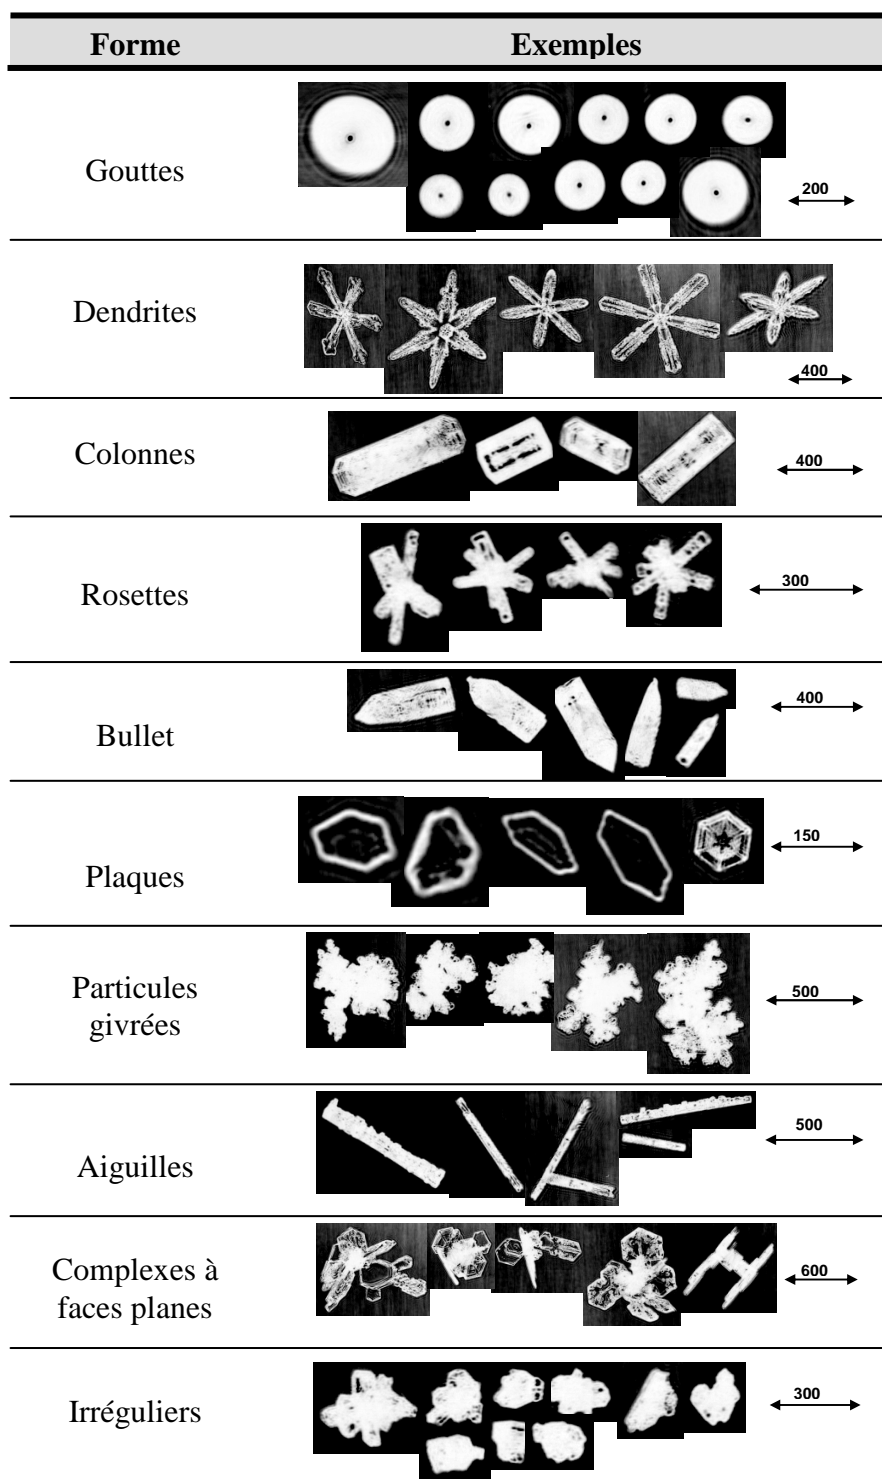 Forme
Exemples
Gouttes
200
Dendrites
400
Colonnes
400
Rosettes
300
Bullet
400
Plaques
150
Particules
givrées
500
Aiguilles
500
Complexes à
faces planes
600
Irréguliers
300